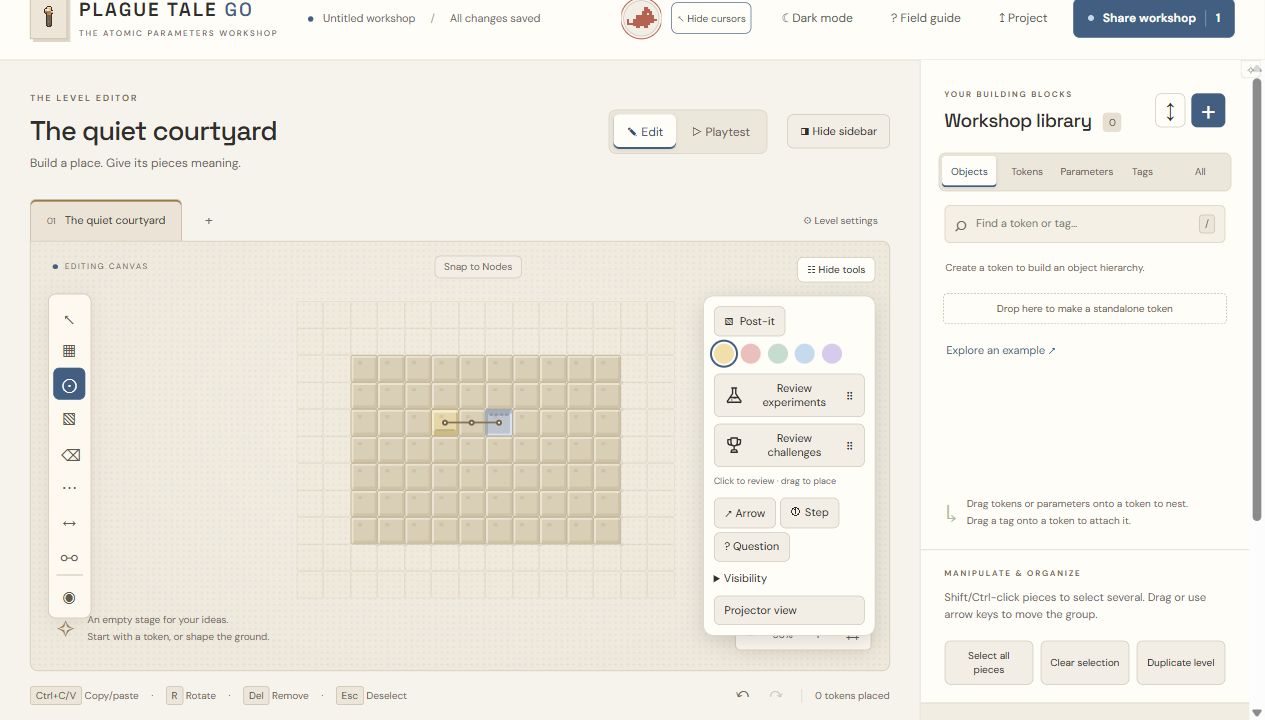 PLAGUE TALE GO
THE ATOMIC PARAMETERS WORKSHOP
Untitled workshop / All changes saved
Hide cursors
Dark mode
? Field guide
Project
Share workshop 1
THE LEVEL EDITOR
The quiet courtyard
Build a place. Give its pieces meaning.
Edit
Playtest
Hide sidebar
01 The quiet courtyard
+
Level settings
EDITING CANVAS
Snap to Nodes
Hide tools
Post-it
Review
experiments
Review
challenges
Click to review · drag to place
Arrow
Step
? Question
Visibility
Projector view
An empty stage for your ideas.
Start with a token, or shape the ground.
Ctrl+C/V Copy/paste · R Rotate · Del Remove · Esc Deselect
0 tokens placed
YOUR BUILDING BLOCKS
Workshop library 0
+
Objects Tokens Parameters Tags All
Find a token or tag... /
Create a token to build an object hierarchy.
Drop here to make a standalone token
Explore an example ↗
Drag tokens or parameters onto a token to nest.
Drag a tag onto a token to attach it.
MANIPULATE & ORGANIZE
Shift/Ctrl-click pieces to select several. Drag or use
arrow keys to move the group.
Select all
pieces
Clear selection
Duplicate level